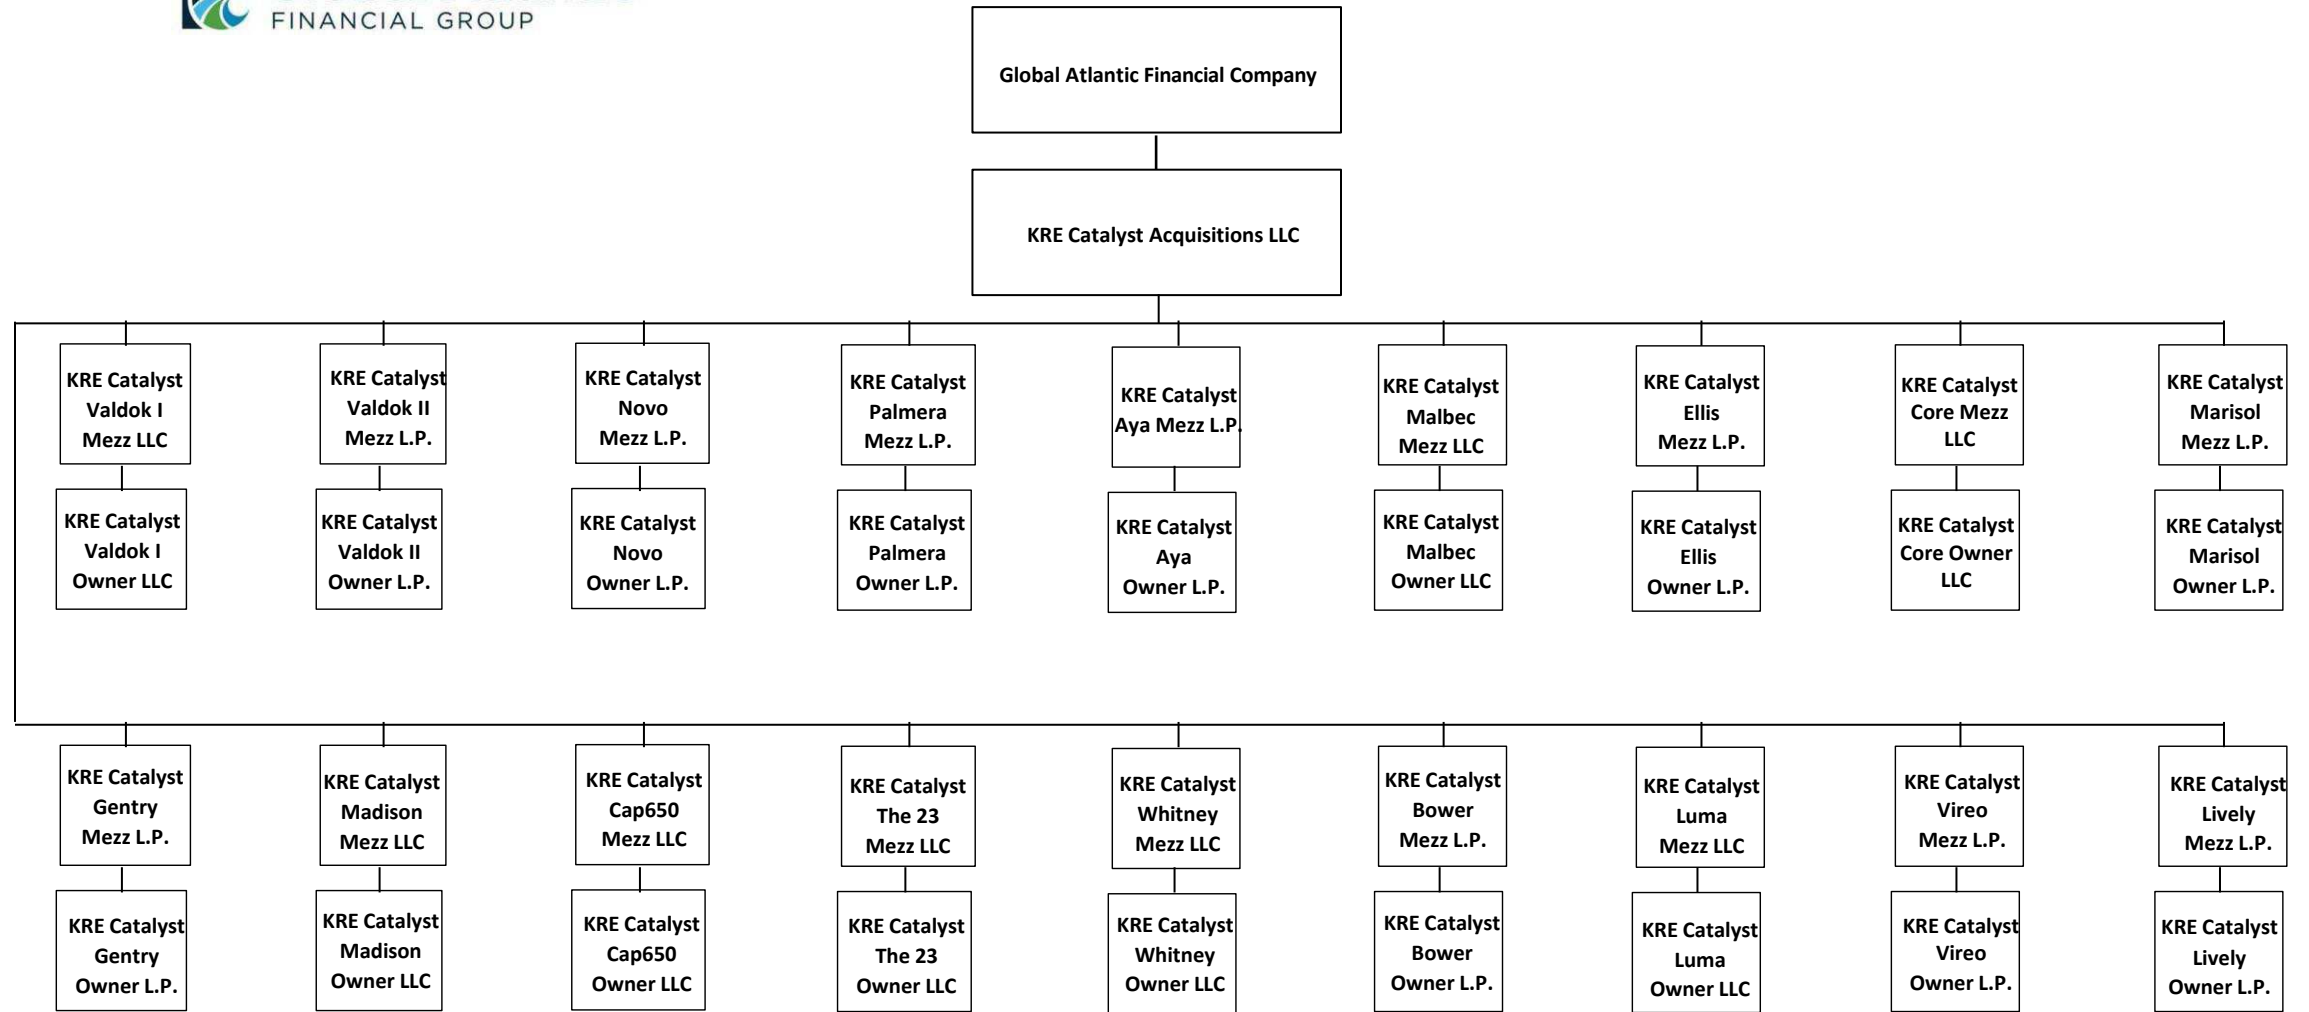 FINANCIAL GROUP
Global Atlantic Financial Company
KRE Catalyst Acquisitions LLC
KRE Catalyst
Valdok I
Mezz LLC
KRE Catalyst
Valdok II
Mezz L.P.
KRE Catalyst
Novo
Mezz L.P.
KRE Catalyst
Palmera
Mezz L.P.
KRE Catalyst
Aya Mezz L.P.
KRE Catalyst
Malbec
Mezz LLC
KRE Catalyst
Ellis
Mezz L.P.
KRE Catalyst
Core Mezz
LLC
KRE Catalyst
Marisol
Mezz L.P.
KRE Catalyst
Valdok I
Owner LLC
KRE Catalyst
Valdok II
Owner L.P.
KRE Catalyst
Novo
Owner L.P.
KRE Catalyst
Palmera
Owner L.P.
KRE Catalyst
Aya
Owner L.P.
KRE Catalyst
Malbec
Owner LLC
KRE Catalyst
Ellis
Owner L.P.
KRE Catalyst
Core Owner
LLC
KRE Catalyst
Marisol
Owner L.P.
KRE Catalyst
Gentry
Mezz L.P.
KRE Catalyst
Madison
Mezz LLC
KRE Catalyst
Cap650
Mezz LLC
KRE Catalyst
The 23
Mezz LLC
KRE Catalyst
Whitney
Mezz LLC
KRE Catalyst
Bower
Mezz L.P.
KRE Catalyst
Luma
Mezz LLC
KRE Catalyst
Vireo
Mezz L.P.
KRE Catalyst
Lively
Mezz L.P.
KRE Catalyst
Gentry
Owner L.P.
KRE Catalyst
Madison
Owner LLC
KRE Catalyst
Cap650
Owner LLC
KRE Catalyst
The 23
Owner LLC
KRE Catalyst
Whitney
Owner LLC
KRE Catalyst
Bower
Owner L.P.
KRE Catalyst
Luma
Owner LLC
KRE Catalyst
Vireo
Owner L.P.
KRE Catalyst
Lively
Owner L.P.